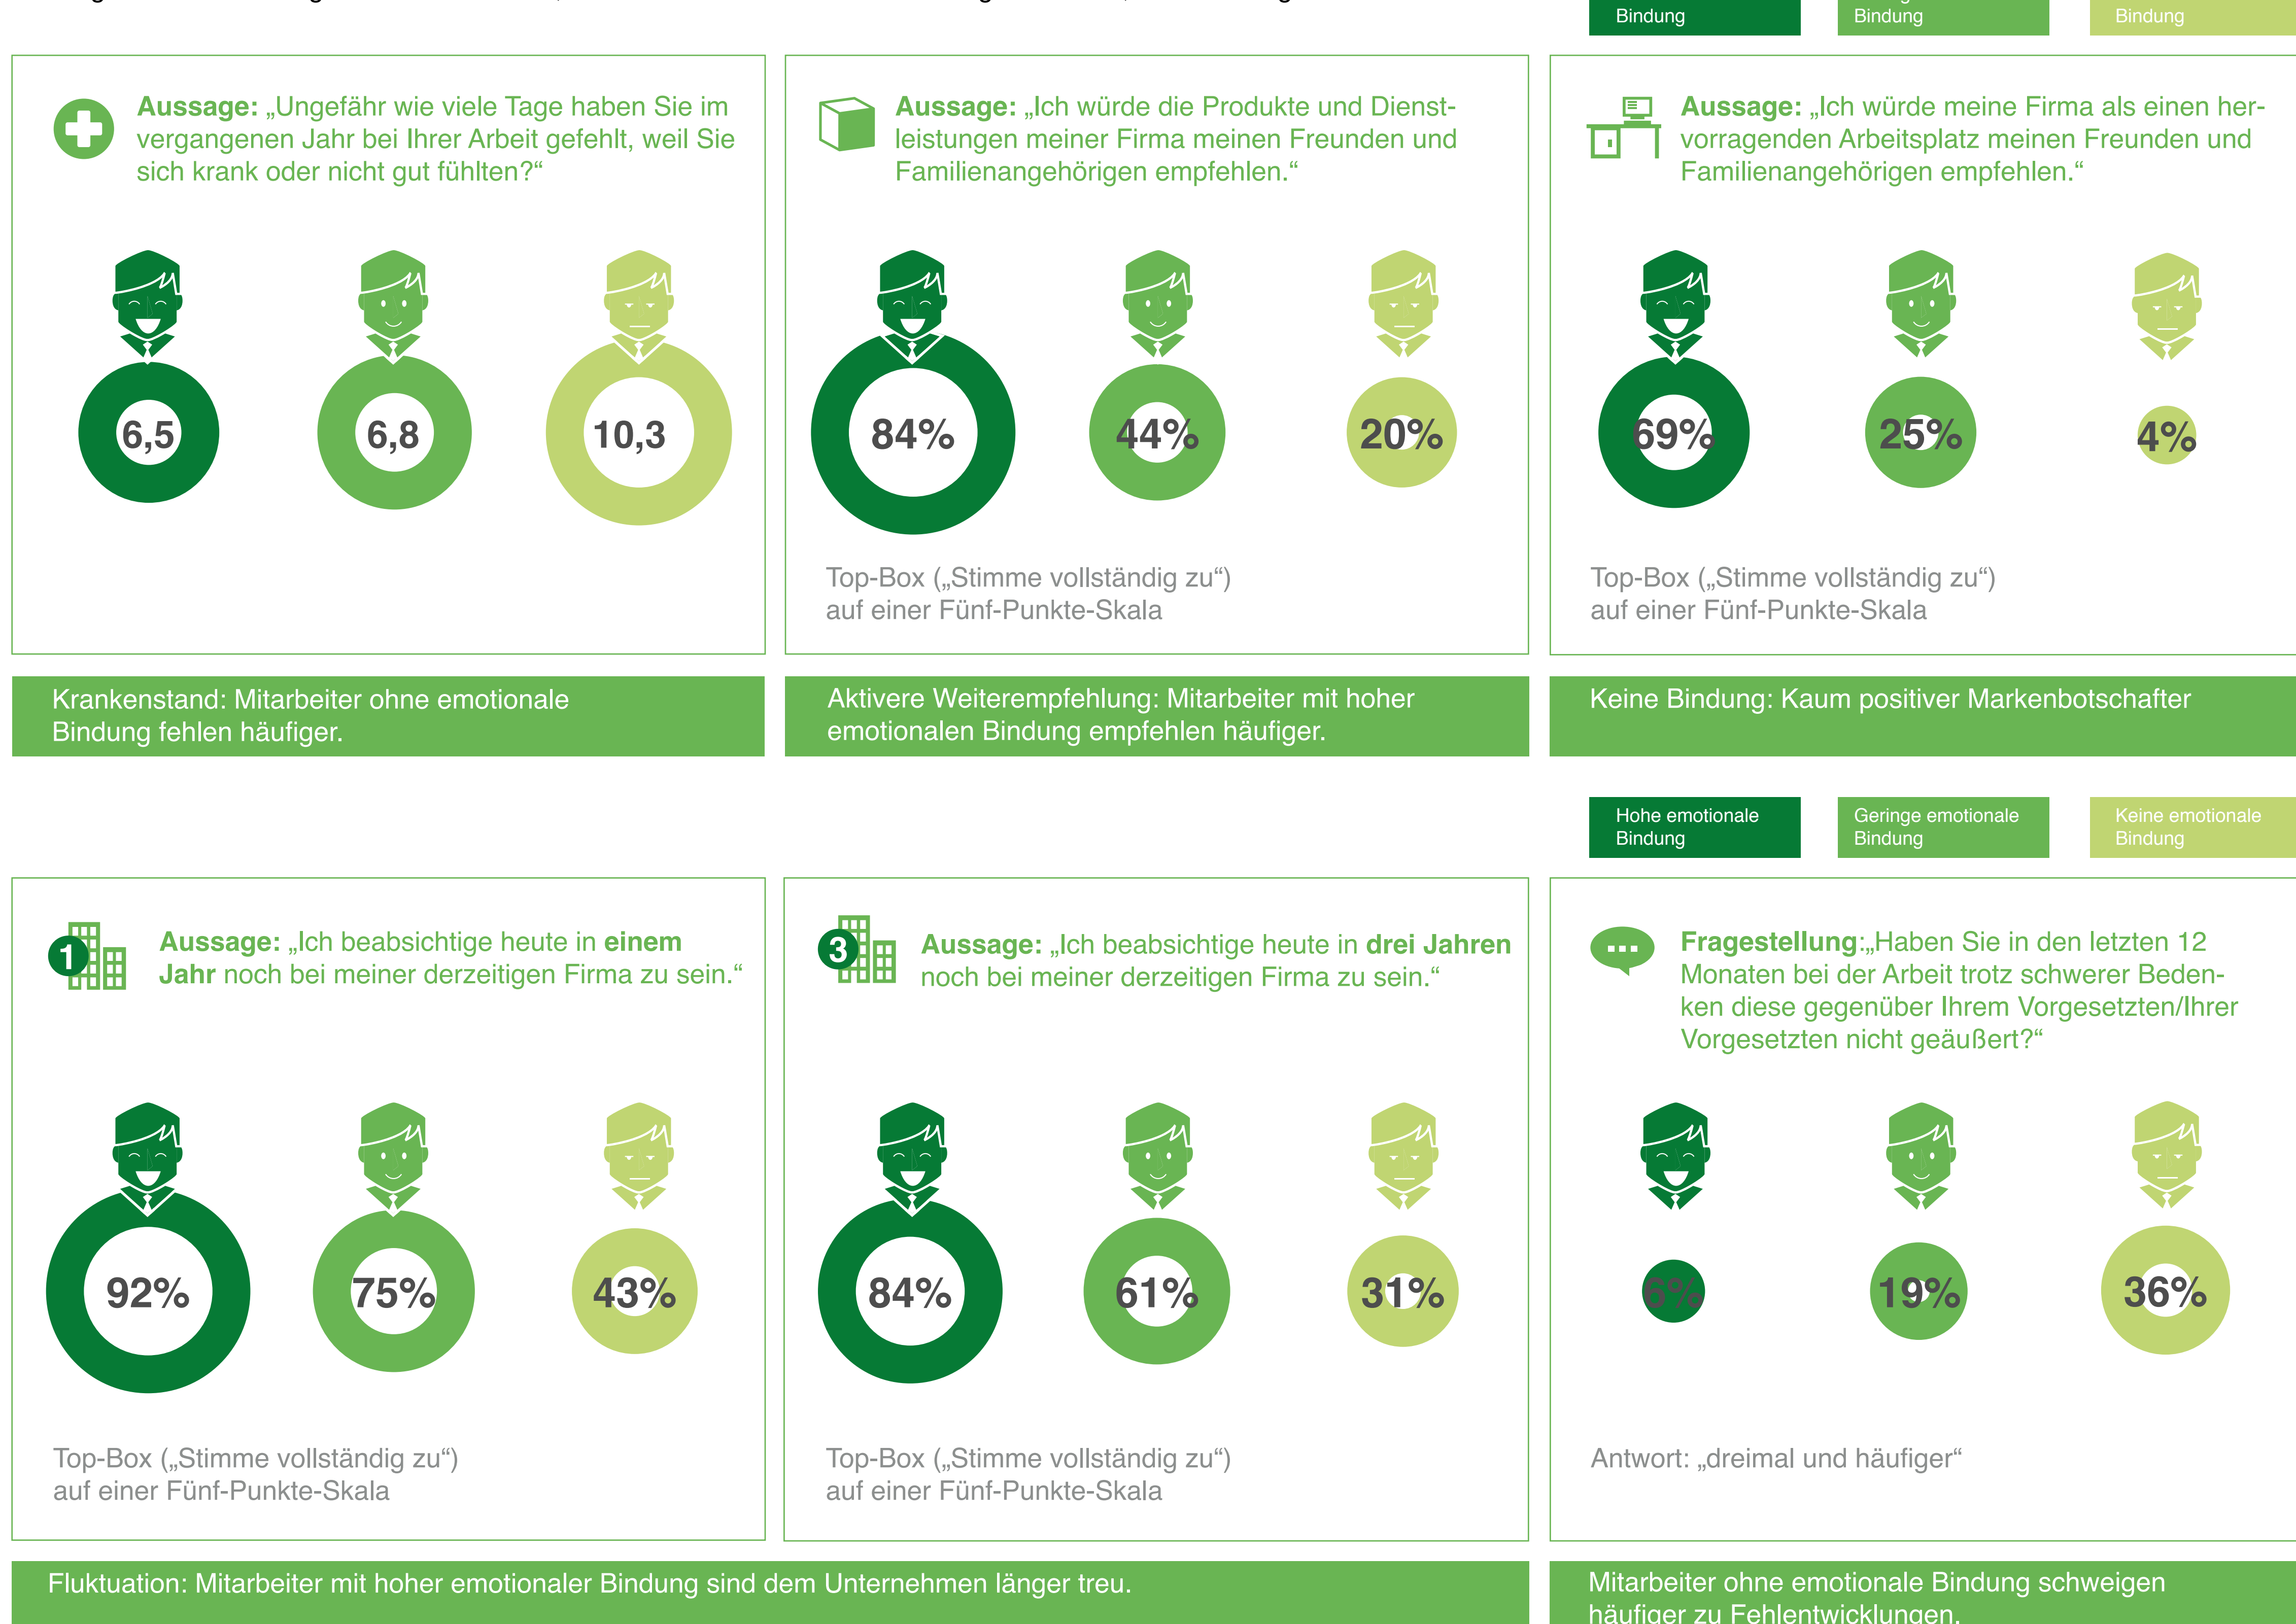 Bindung
Bindung
Bindung
Aussage: „Ungefähr wie viele Tage haben Sie im
vergangenen Jahr bei Ihrer Arbeit gefehlt, weil Sie
sich krank oder nicht gut fühlten?“
6,5
6,8
10,3
Krankenstand: Mitarbeiter ohne emotionale
Bindung fehlen häufiger.
Aussage: „Ich würde die Produkte und Dienst-
leistungen meiner Firma meinen Freunden und
Familienangehörigen empfehlen.“
84%
44%
20%
Top-Box („Stimme vollständig zu“)
auf einer Fünf-Punkte-Skala
Aktivere Weiterempfehlung: Mitarbeiter mit hoher
emotionalen Bindung empfehlen häufiger.
Aussage: „Ich würde meine Firma als einen her-
vorragenden Arbeitsplatz meinen Freunden und
Familienangehörigen empfehlen.“
69%
25%
4%
Top-Box („Stimme vollständig zu“)
auf einer Fünf-Punkte-Skala
Keine Bindung: Kaum positiver Markenbotschafter
Hohe emotionale
Bindung
Geringe emotionale
Bindung
Keine emotionale
Bindung
1
Aussage: „Ich beabsichtige heute in einem
Jahr noch bei meiner derzeitigen Firma zu sein.“
92%
75%
43%
Top-Box („Stimme vollständig zu“)
auf einer Fünf-Punkte-Skala
3
Aussage: „Ich beabsichtige heute in drei Jahren
noch bei meiner derzeitigen Firma zu sein.“
84%
61%
31%
Top-Box („Stimme vollständig zu“)
auf einer Fünf-Punkte-Skala
Fluktuation: Mitarbeiter mit hoher emotionaler Bindung sind dem Unternehmen länger treu.
Fragestellung:„Haben Sie in den letzten 12
Monaten bei der Arbeit trotz schwerer Beden-
ken diese gegenüber Ihrem Vorgesetzten/Ihrer
Vorgesetzten nicht geäußert?“
6%
19%
36%
Antwort: „dreimal und häufiger“
Mitarbeiter ohne emotionale Bindung schweigen
häufiger zu Fehlentwicklungen.